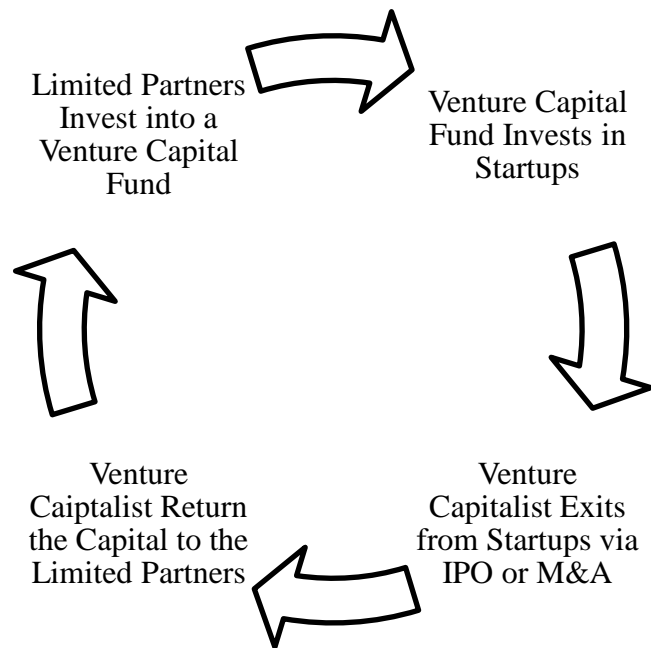 Limited Partners
Invest into a
Venture Capital
Fund
Venture Capital
Fund Invests in
Startups
Venture
Capitalist Exits
from Startups via
IPO or M&A
Venture
Caiptalist Return
the Capital to the
Limited Partners